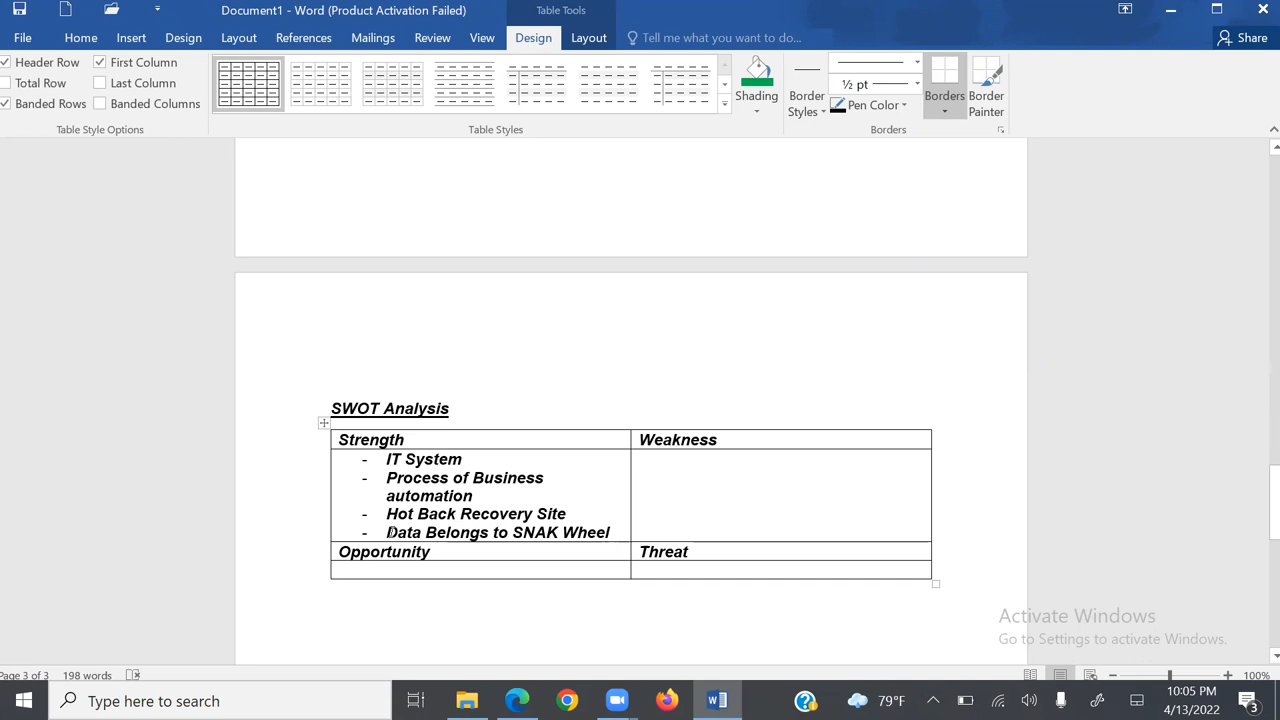 Document1 - Word (Product Activation Failed)
Table Tools
File Home Insert Design Layout References Mailings Review View Design Layout Tell me what you want to do... Share
Header Row First Column
Total Row Last Column
Banded Rows Banded Columns
Shading
Border Styles
½ pt
Pen Color
Borders
Border Painter
Table Style Options
Table Styles
Borders
SWOT Analysis
Strength Weakness
- IT System
- Process of Business
automation
- Hot Back Recovery Site
- Data Belongs to SNAK Wheel
Opportunity Threat
Activate Windows
Go to Settings to activate Windows.
Page 3 of 3 198 words
100%
Type here to search
79°F
10:05 PM
4/13/2022
3